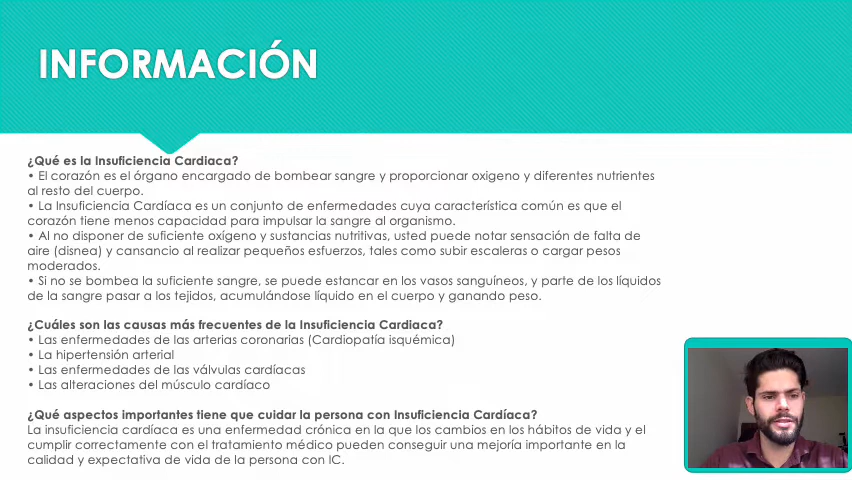 INFORMACIÓN
¿Qué es la Insuficiencia Cardiaca?
• El corazón es el órgano encargado de bombear sangre y proporcionar oxigeno y diferentes nutrientes
al resto del cuerpo.
• La Insuficiencia Cardíaca es un conjunto de enfermedades cuya característica común es que el
corazón tiene menos capacidad para impulsar la sangre al organismo.
• Al no disponer de suficiente oxígeno y sustancias nutritivas, usted puede notar sensación de falta de
aire (disnea) y cansancio al realizar pequeños esfuerzos, tales como subir escaleras o cargar pesos
moderados.
• Si no se bombea la suficiente sangre, se puede estancar en los vasos sanguíneos, y parte de los líquidos
de la sangre pasar a los tejidos, acumulándose líquido en el cuerpo y ganando peso.
¿Cuáles son las causas más frecuentes de la Insuficiencia Cardiaca?
• Las enfermedades de las arterias coronarias (Cardiopatía isquémica)
• La hipertensión arterial
• Las enfermedades de las válvulas cardíacas
• Las alteraciones del músculo cardíaco
¿Qué aspectos importantes tiene que cuidar la persona con Insuficiencia Cardíaca?
La insuficiencia cardíaca es una enfermedad crónica en la que los cambios en los hábitos de vida y el
cumplir correctamente con el tratamiento médico pueden conseguir una mejoría importante en la
calidad y expectativa de vida de la persona con IC.